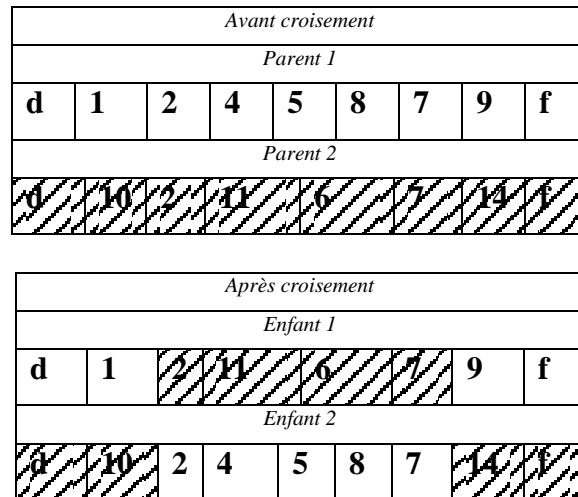 Avant croisement
Parent 1
d 1 2 4 5 8 7 9 f
Parent 2
d 10 2 11 6 7 14 f
Après croisement
Enfant 1
d 1 2 11 6 7 9 f
Enfant 2
d 10 2 4 5 8 7 14 f